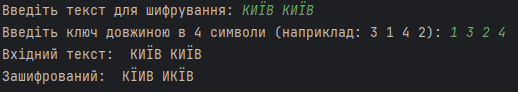 Введіть текст для шифрування: КИЇВ КИЇВ
Введіть ключ довжиною в 4 символи (наприклад: 3 1 4 2): 1 3 2 4
Вхідний текст:  КИЇВ КИЇВ
Зашифрований:  КЇИВ ИКЇВ